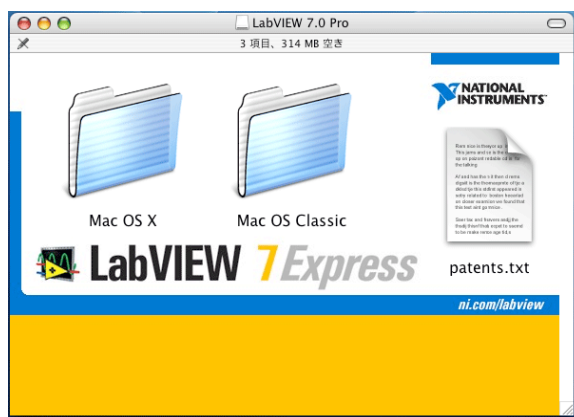 LabVIEW 7.0 Pro
3 項目、314 MB 空き
NATIONAL
INSTRUMENTS
Mac OS X
Mac OS Classic
patents.txt
LabVIEW 7 Express
ni.com/labview